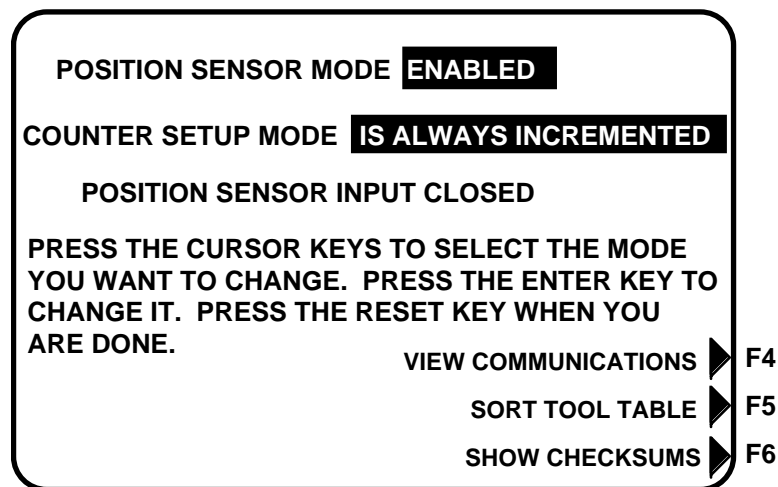 POSITION SENSOR MODE ENABLED
COUNTER SETUP MODE IS ALWAYS INCREMENTED
POSITION SENSOR INPUT CLOSED
PRESS THE CURSOR KEYS TO SELECT THE MODE
YOU WANT TO CHANGE. PRESS THE ENTER KEY TO
CHANGE IT. PRESS THE RESET KEY WHEN YOU
ARE DONE.
VIEW COMMUNICATIONS F4
SORT TOOL TABLE F5
SHOW CHECKSUMS F6